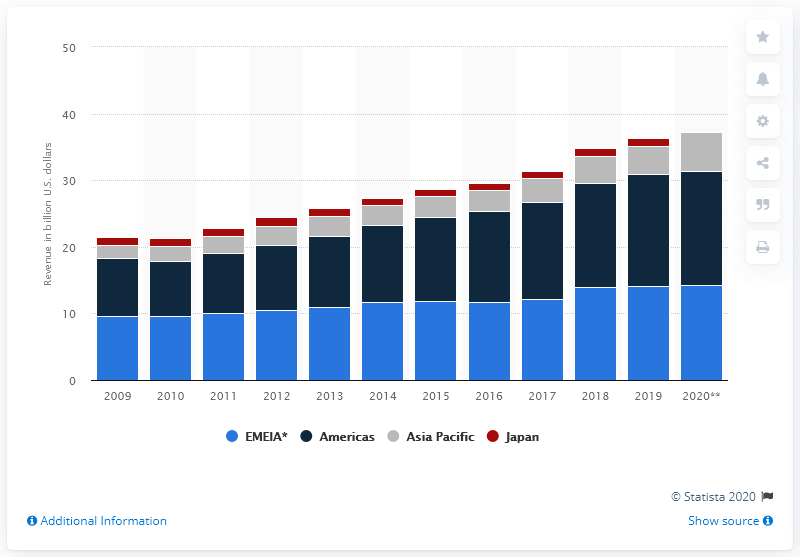 50
40
30
20
10
0
Revenue in billion U.S. dollars
2009 2010 2011 2012 2013 2014 2015 2016 2017 2018 2019 2020**
EMEIA* Americas Asia Pacific Japan
© Statista 2020
Additional Information Show source